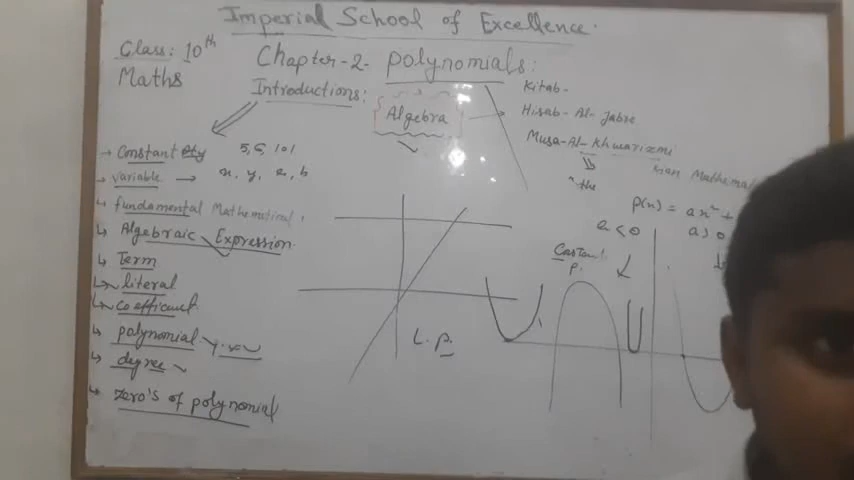 Imperial School of Excellence.
Class: 10th
Maths
Chapter-2- polynomials:
Introductions:
Algebra
Kitab-
Hisab-Al-Jabre
Musa-Al-Khwarizmi
the
Constant
5, 6, 101
variable → x, y, a, b
fundamental Mathematical
Algebraic Expression
Term
literal
coefficient
polynomial
degree
zero's of polynomial
L.P.
p(x) = ax² +
a < 0
a > 0
p.